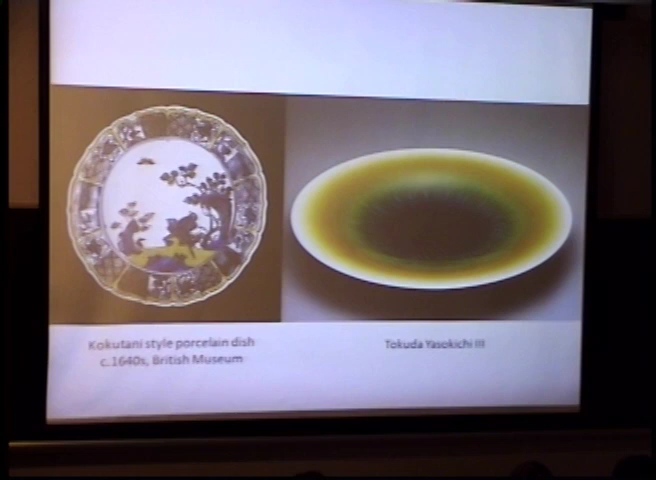 Kokutani style porcelain dish
c.1640s, British Museum
Tokuda Yasokichi III